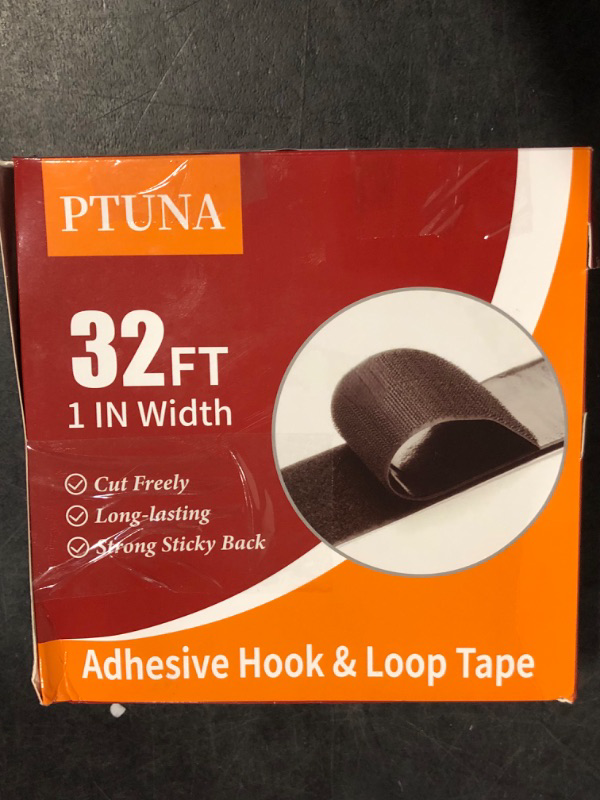 PTUNA
32FT
1 IN Width
Cut Freely
Long-lasting
Strong Sticky Back
Adhesive Hook & Loop Tape